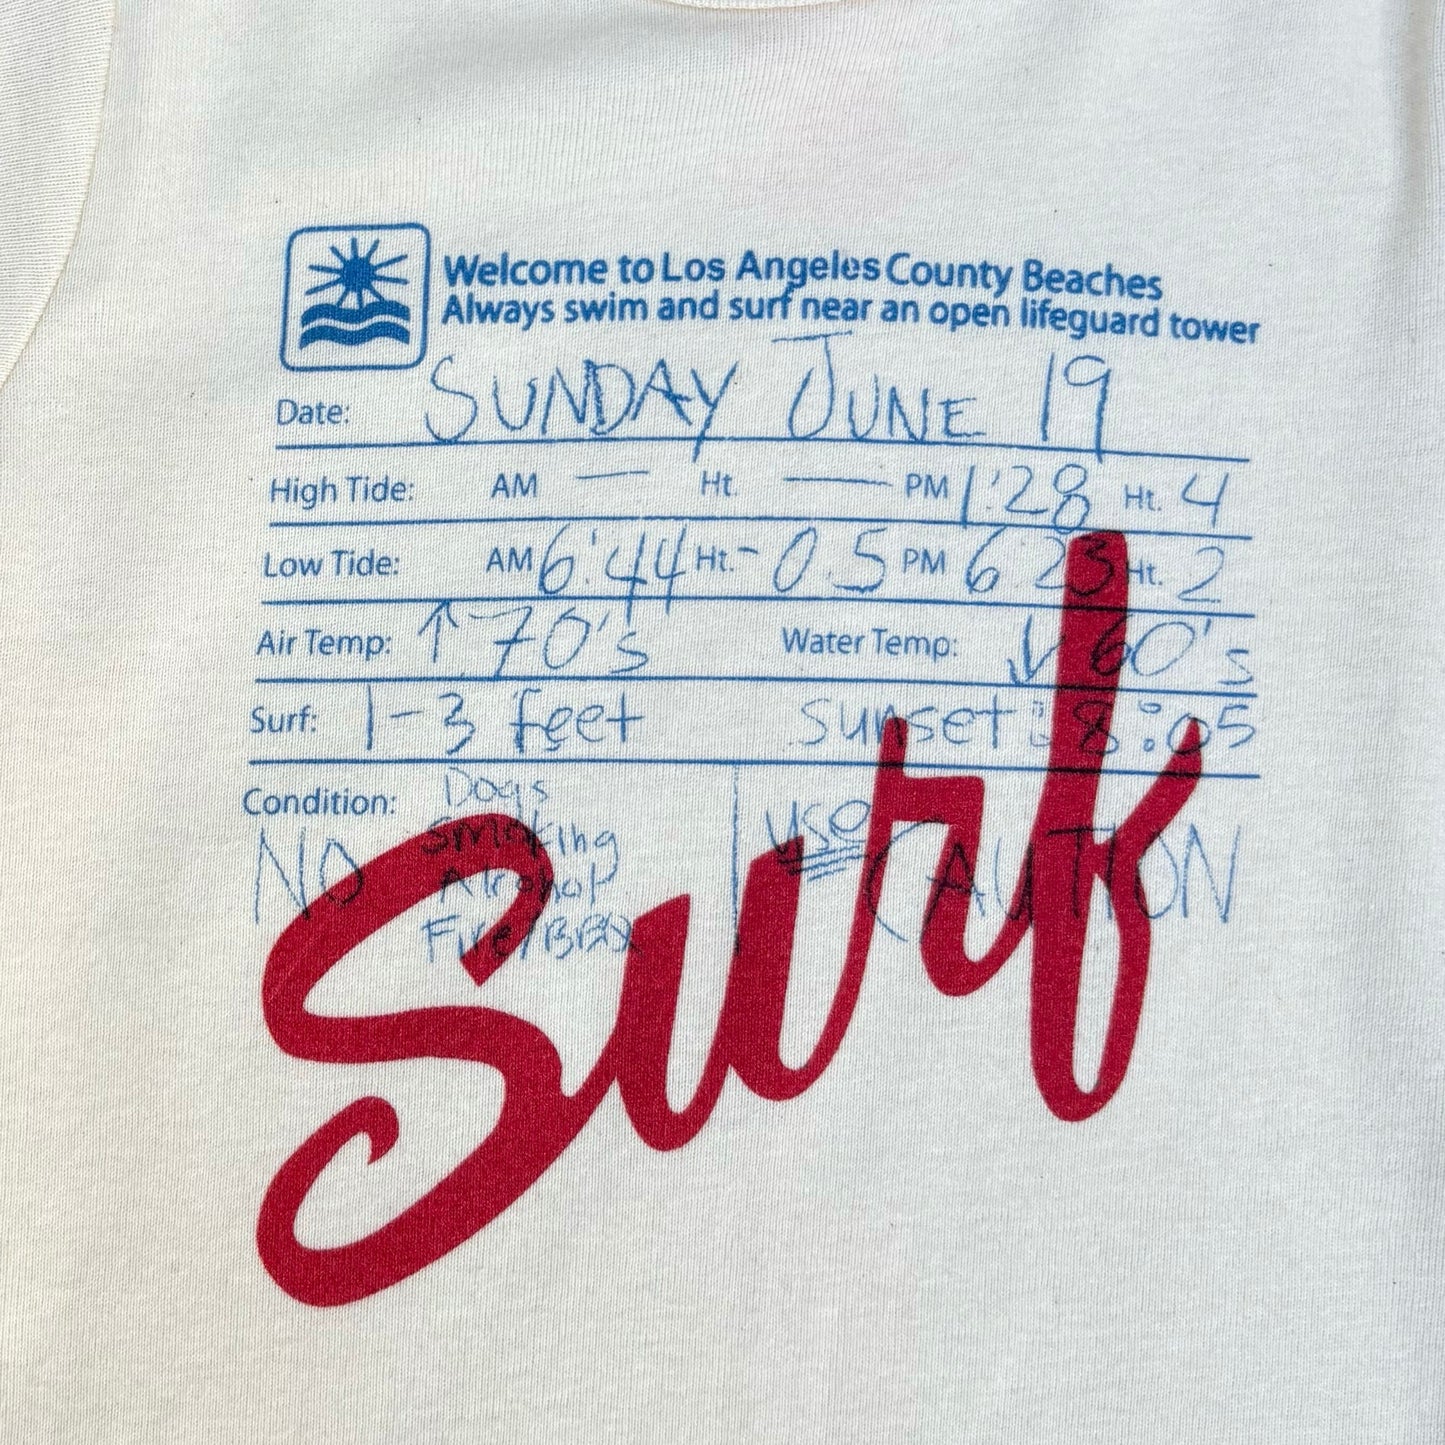 Welcome to Los Angeles County Beaches
Always swim and surf near an open lifeguard tower
Date: SUNDAY JUNE 19
High Tide: AM — Ht. — PM 1:28 Ht. 4
Low Tide: AM 6:44 Ht. -0.5 PM 6:23 Ht. 2
Air Temp: ↑ 70's Water Temp: ↓ 60's
Surf: 1-3 feet sunset: 8:05
Condition: Dogs
NO Smoking use CAUTION
Alcohol
Fire/BBQ
Surf